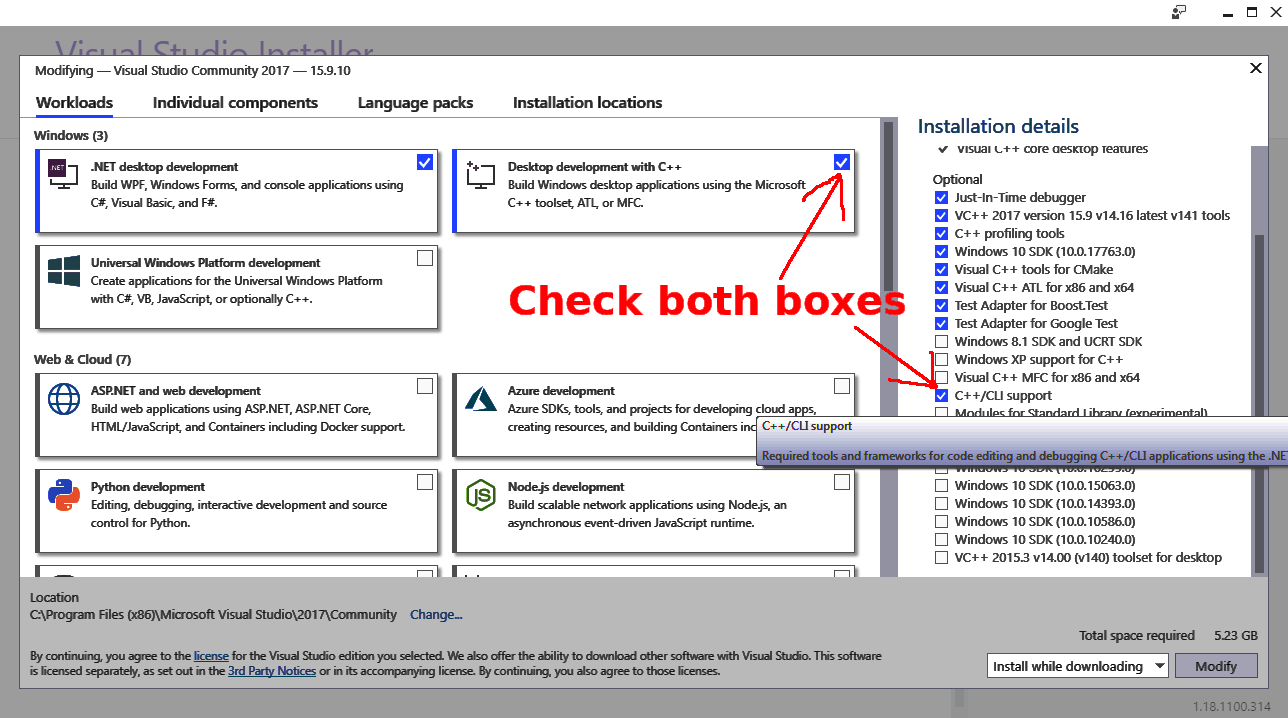 Visual Studio Installer
Modifying — Visual Studio Community 2017 — 15.9.10
Workloads
Individual components
Language packs
Installation locations
Windows (3)
.NET
.NET desktop development
Build WPF, Windows Forms, and console applications using
C#, Visual Basic, and F#.
Desktop development with C++
Build Windows desktop applications using the Microsoft
C++ toolset, ATL, or MFC.
Universal Windows Platform development
Create applications for the Universal Windows Platform
with C#, VB, JavaScript, or optionally C++.
Check both boxes
Web & Cloud (7)
ASP.NET and web development
Build web applications using ASP.NET, ASP.NET Core,
HTML/JavaScript, and Containers including Docker support.
Azure development
Azure SDKs, tools, and projects for developing cloud apps,
creating resources, and building Containers
Python development
Editing, debugging, interactive development and source
control for Python.
JS
Node.js development
Build scalable network applications using Node.js, an
asynchronous event-driven JavaScript runtime.
Installation details
Visual C++ core desktop features
Optional
Just-In-Time debugger
VC++ 2017 version 15.9 v14.16 latest v141 tools
C++ profiling tools
Windows 10 SDK (10.0.17763.0)
Visual C++ tools for CMake
Visual C++ ATL for x86 and x64
Test Adapter for Boost.Test
Test Adapter for Google Test
Windows 8.1 SDK and UCRT SDK
Windows XP support for C++
Visual C++ MFC for x86 and x64
C++/CLI support
Modules for Standard Library (experimental)
C++/CLI support
Required tools and frameworks for code editing and debugging C++/CLI applications using the .NE
Windows 10 SDK (10.0.16299.0)
Windows 10 SDK (10.0.15063.0)
Windows 10 SDK (10.0.14393.0)
Windows 10 SDK (10.0.10586.0)
Windows 10 SDK (10.0.10240.0)
VC++ 2015.3 v14.00 (v140) toolset for desktop
Location
C:\Program Files (x86)\Microsoft Visual Studio\2017\Community Change...
Total space required 5.23 GB
By continuing, you agree to the license for the Visual Studio edition you selected. We also offer the ability to download other software with Visual Studio. This software
is licensed separately, as set out in the 3rd Party Notices or in its accompanying license. By continuing, you also agree to those licenses.
Install while downloading
Modify
1.18.1100.314